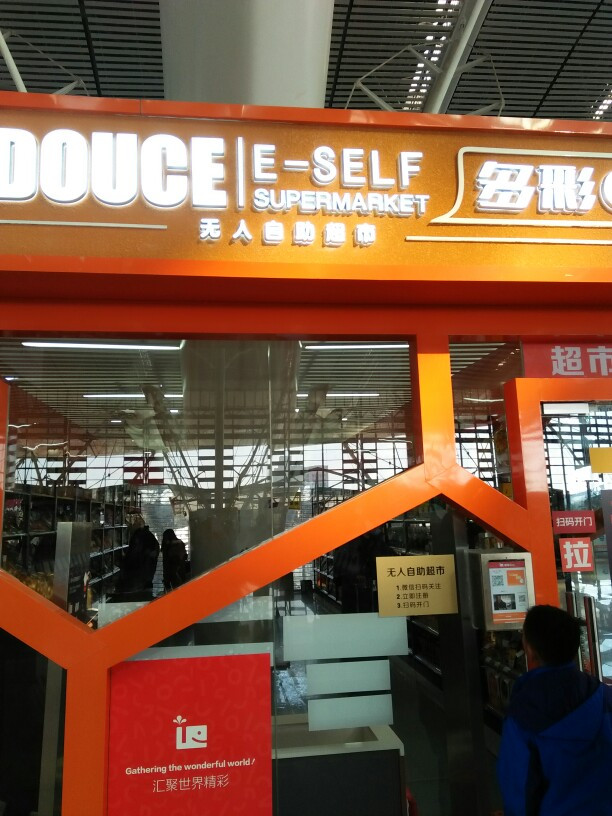 DOUCE
E-SELF
SUPERMARKET
无人自助超市
多彩
超市
扫码开门
拉
无人自助超市
1.微信扫码关注
2.立即注册
3.扫码开门
Gathering the wonderful world!
汇聚世界精彩